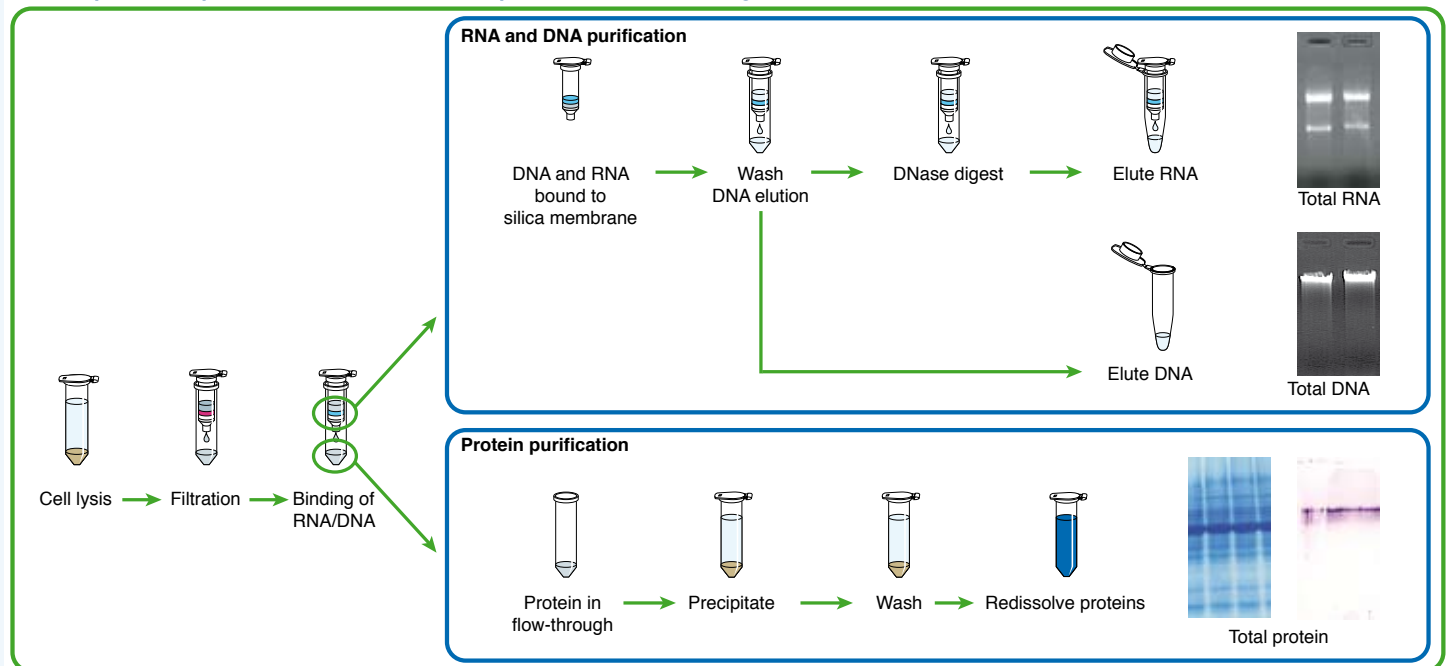 RNA and DNA purification
DNA and RNA
bound to
silica membrane
Wash
DNA elution
DNase digest
Elute RNA
Total RNA
Elute DNA
Total DNA
Cell lysis
Filtration
Binding of
RNA/DNA
Protein purification
Protein in
flow-through
Precipitate
Wash
Redissolve proteins
Total protein